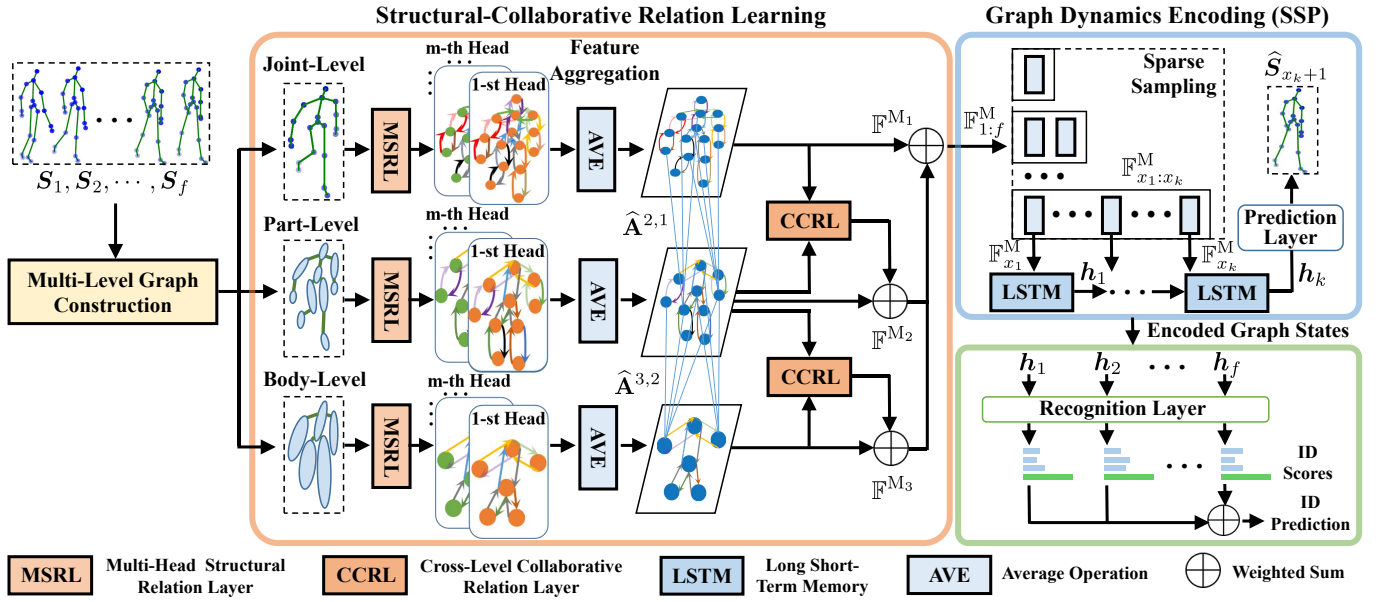 Structural-Collaborative Relation Learning
Graph Dynamics Encoding (SSP)
Joint-Level
m-th Head
1-st Head
Feature
Aggregation
MSRL
AVE
𝔽^{M_1}
𝔽^M_{1:f}
Sparse
Sampling
Ŝ_{x_k+1}
S_1, S_2, ⋯, S_f
Multi-Level Graph
Construction
Â^{2,1}
CCRL
𝔽^M_{x_1:x_k}
Prediction
Layer
𝔽^M_{x_1}
𝔽^M_{x_k}
LSTM
h_1
LSTM
h_k
Part-Level
m-th Head
1-st Head
MSRL
AVE
𝔽^{M_2}
Â^{3,2}
CCRL
Encoded Graph States
Body-Level
m-th Head
1-st Head
MSRL
AVE
𝔽^{M_3}
h_1 h_2 ⋯ h_f
Recognition Layer
ID
Scores
ID
Prediction
MSRL
Multi-Head Structural
Relation Layer
CCRL
Cross-Level Collaborative
Relation Layer
LSTM
Long Short-
Term Memory
AVE
Average Operation
Weighted Sum